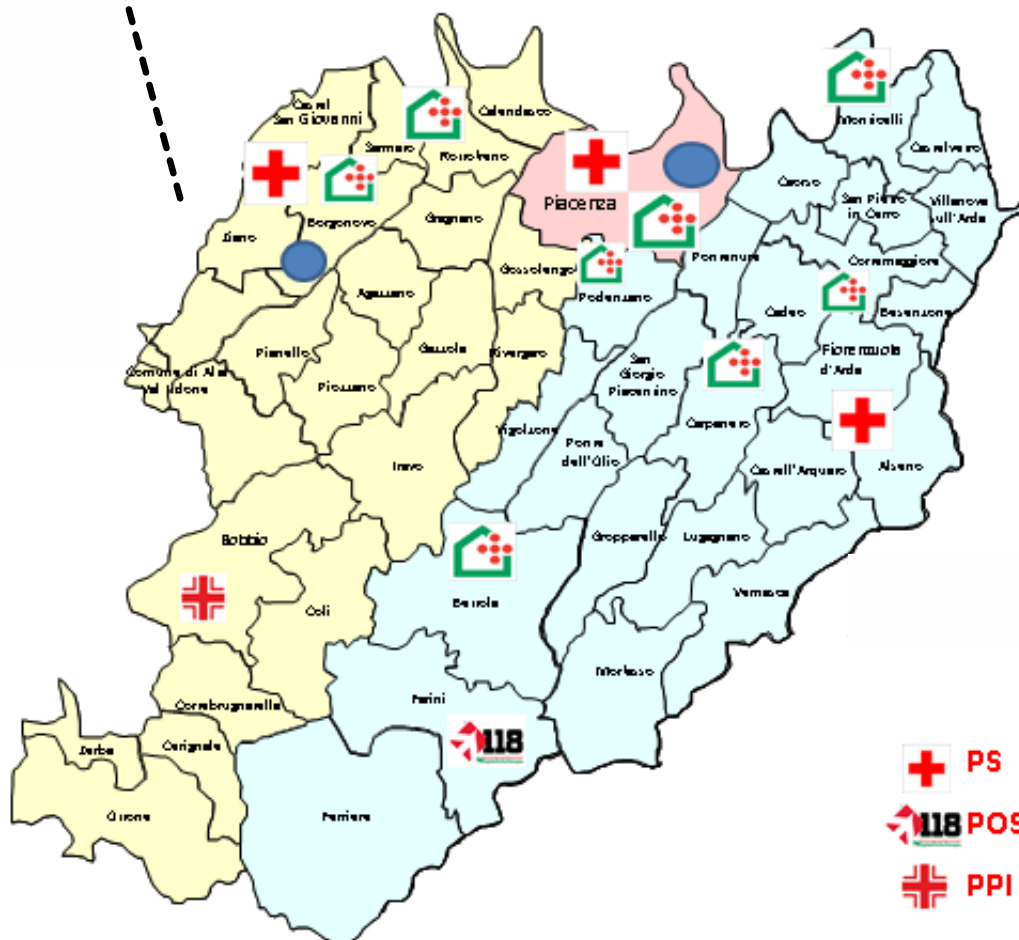 Castel
San Giovanni
Sarmato
Calendasco
Rottofreno
Monticelli
Castelvetro
Piacenza
Caorso
San Pietro
in Cerro
Villanova
sull'Arda
Ziano
Borgonovo
Gragnano
Gossolengo
Podenzano
Pontenure
Cortemaggiore
Agazzano
Cadeo
Besenzone
Pianello
Gazzola
Rivergaro
Fiorenzuola
d'Arda
Comune di Alta
Val Tidone
Piozzano
San
Giorgio
Piacentino
Carpaneto
Vigolzone
Ponte
dell'Olio
Travo
Castell'Arquato
Alseno
Bobbio
Gropparello
Lugagnano
Vernasca
Coli
Bettola
Morfasso
Cortebrugnatella
Farini
118
Zerba
Cerignale
Ottone
Ferriere
PS
118 POS
PPI